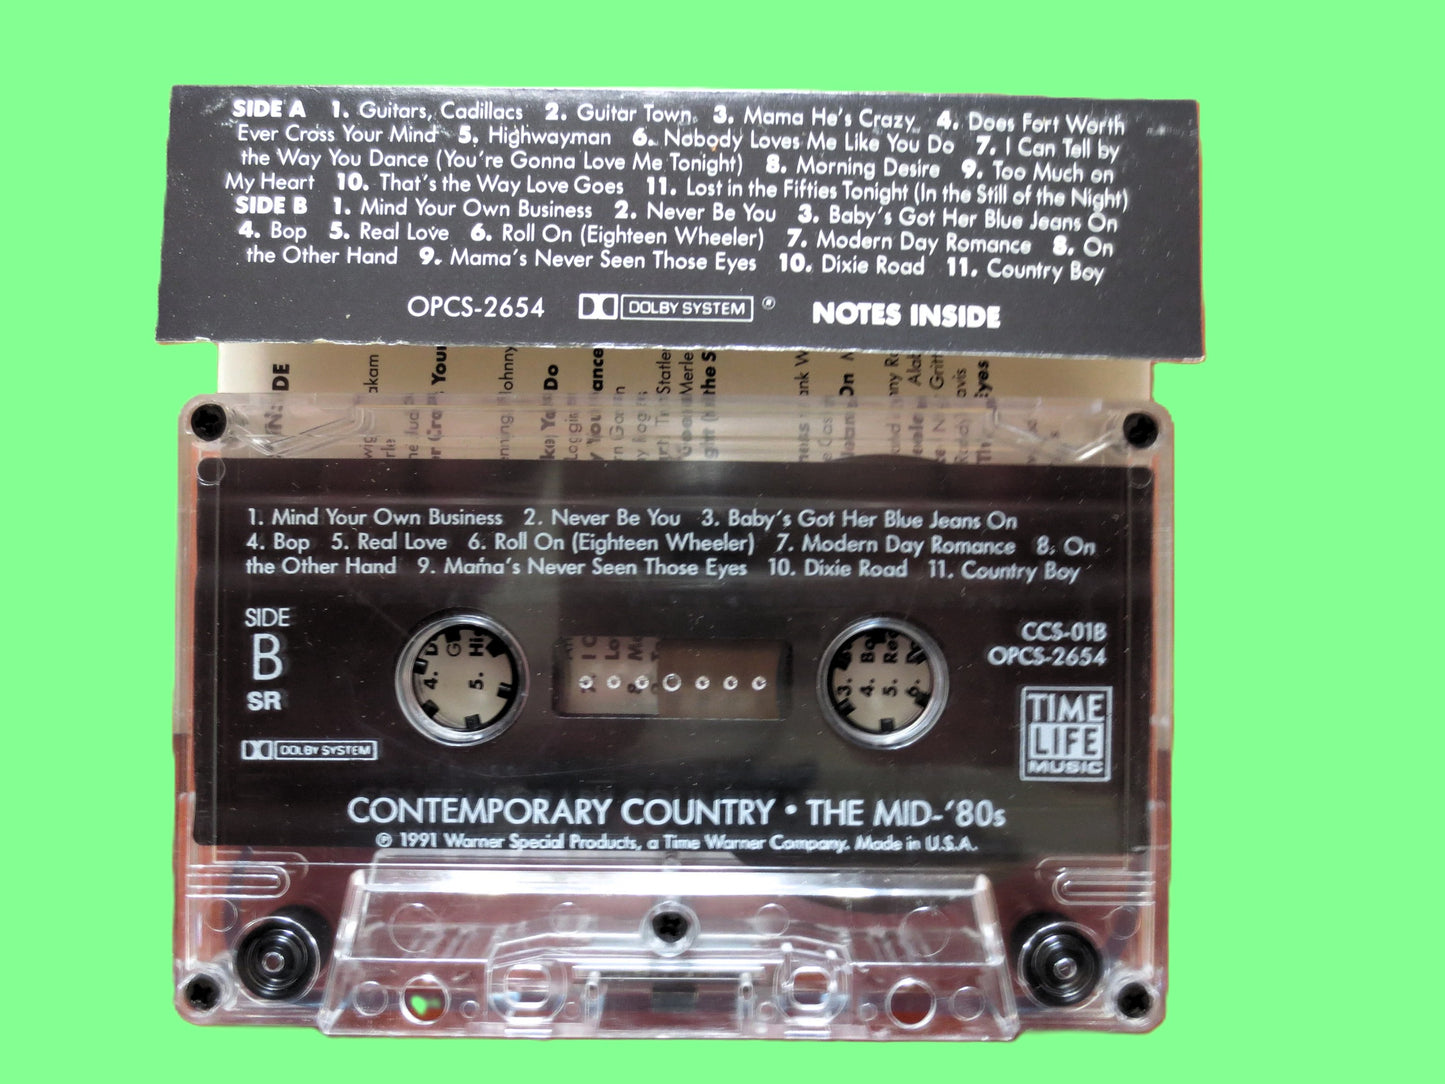 SIDE A 1. Guitars, Cadillacs 2. Guitar Town 3. Mama He's Crazy 4. Does Fort Worth
Ever Cross Your Mind 5. Highwayman 6. Nobody Loves Me Like You Do 7. I Can Tell by
the Way You Dance (You're Gonna Love Me Tonight) 8. Morning Desire 9. Too Much on
My Heart 10. That's the Way Love Goes 11. Lost in the Fifties Tonight (In the Still of the Night)
SIDE B 1. Mind Your Own Business 2. Never Be You 3. Baby's Got Her Blue Jeans On
4. Bop 5. Real Love 6. Roll On (Eighteen Wheeler) 7. Modern Day Romance 8. On
the Other Hand 9. Mama's Never Seen Those Eyes 10. Dixie Road 11. Country Boy
OPCS-2654 DOLBY SYSTEM ® NOTES INSIDE
1. Mind Your Own Business 2. Never Be You 3. Baby's Got Her Blue Jeans On
4. Bop 5. Real Love 6. Roll On (Eighteen Wheeler) 7. Modern Day Romance 8. On
the Other Hand 9. Mama's Never Seen Those Eyes 10. Dixie Road 11. Country Boy
SIDE
B
SR
DOLBY SYSTEM
CCS-01B
OPCS-2654
TIME
LIFE
MUSIC
CONTEMPORARY COUNTRY • THE MID-'80s
℗ 1991 Warner Special Products, a Time Warner Company. Made in U.S.A.